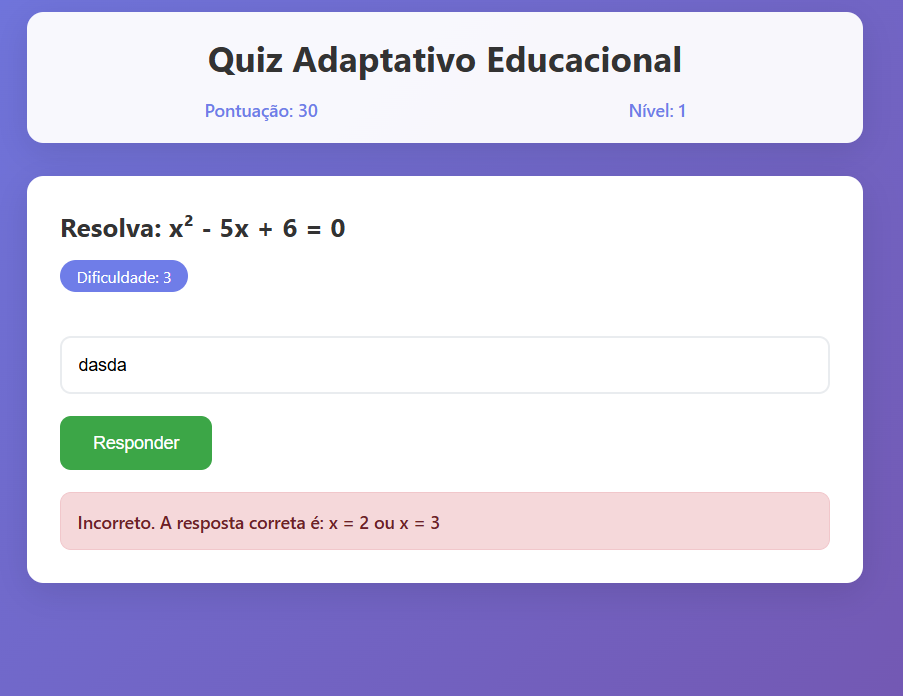 Quiz Adaptativo Educacional
Pontuação: 30 Nível: 1
Resolva: x² - 5x + 6 = 0
Dificuldade: 3
dasda
Responder
Incorreto. A resposta correta é: x = 2 ou x = 3